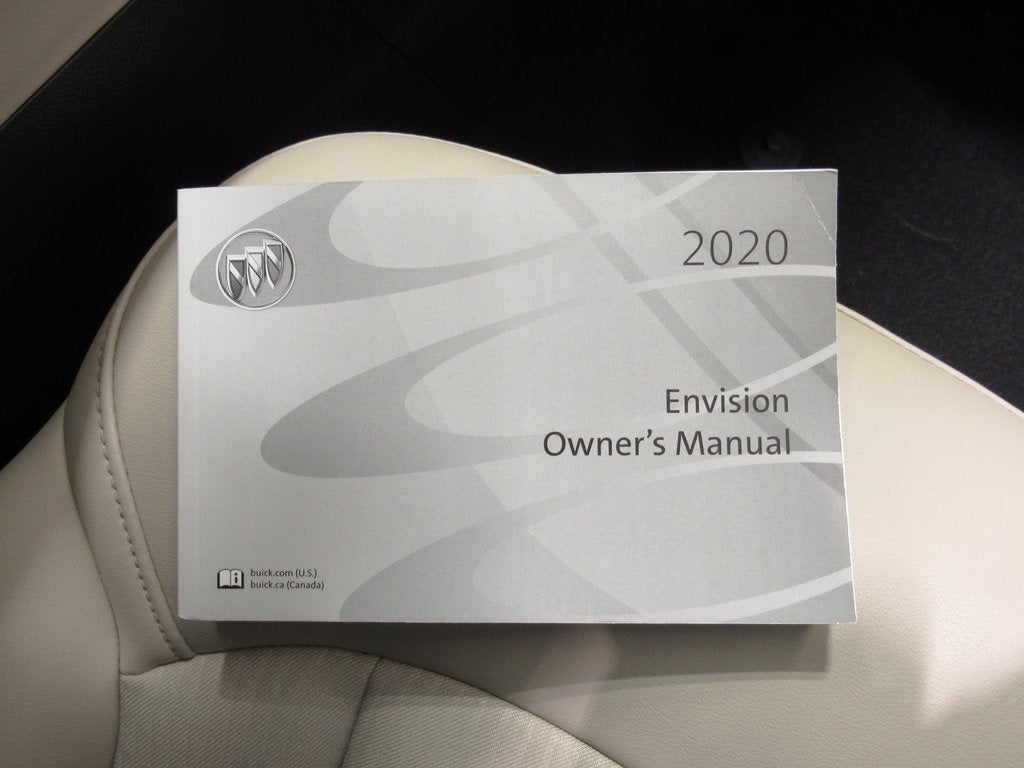 2020
Envision
Owner's Manual
buick.com (U.S.)
buick.ca (Canada)